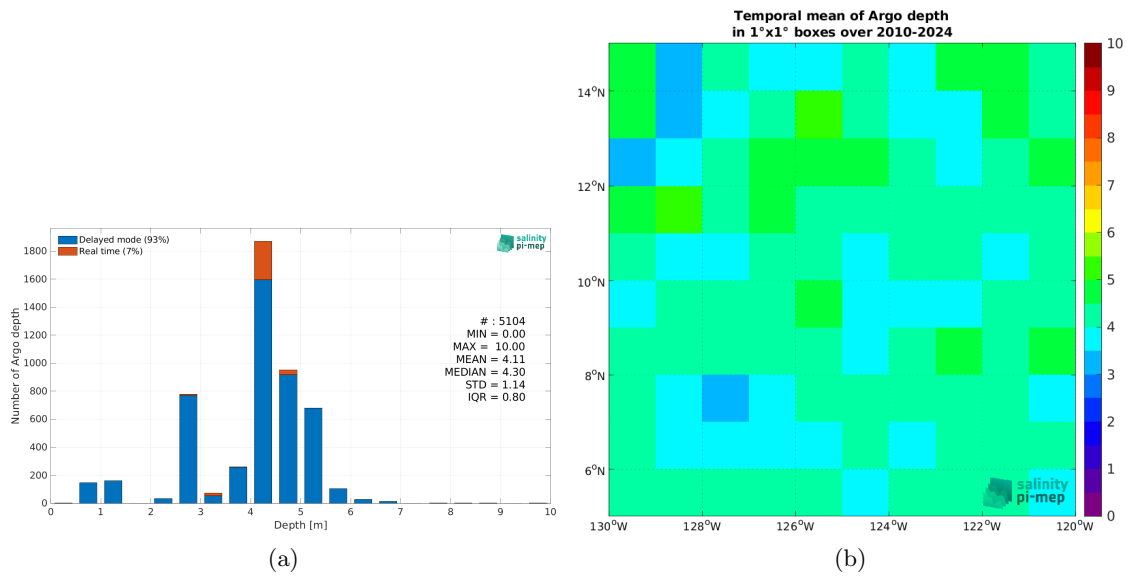 Delayed mode (93%)
Real time (7%)
salinity
pi-mep
Number of Argo depth
1800
1600
1400
1200
1000
800
600
400
200
0
# : 5104
MIN = 0.00
MAX = 10.00
MEAN = 4.11
MEDIAN = 4.30
STD = 1.14
IQR = 0.80
0 1 2 3 4 5 6 7 8 9 10
Depth [m]
(a)
Temporal mean of Argo depth
in 1°x1° boxes over 2010-2024
14°N
12°N
10°N
8°N
6°N
130°W 128°W 126°W 124°W 122°W 120°W
salinity
pi-mep
10
9
8
7
6
5
4
3
2
1
0
(b)